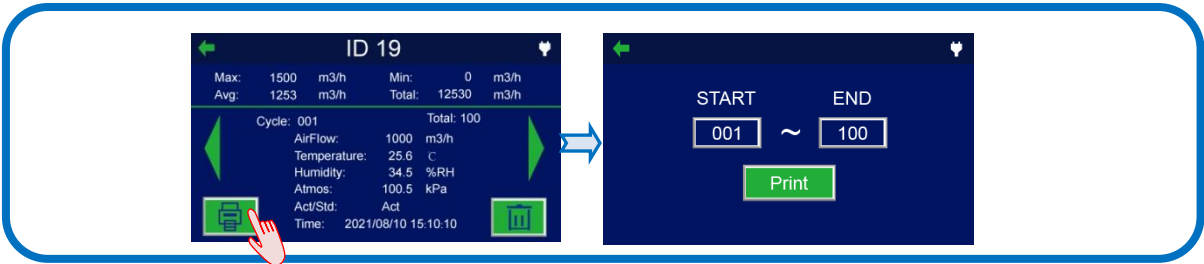 ID 19
Max: 1500 m3/h Min: 0 m3/h
Avg: 1253 m3/h Total: 12530 m3/h
Cycle: 001 Total: 100
AirFlow: 1000 m3/h
Temperature: 25.6 ℃
Humidity: 34.5 %RH
Atmos: 100.5 kPa
Act/Std: Act
Time: 2021/08/10 15:10:10
START END
001 ~ 100
Print